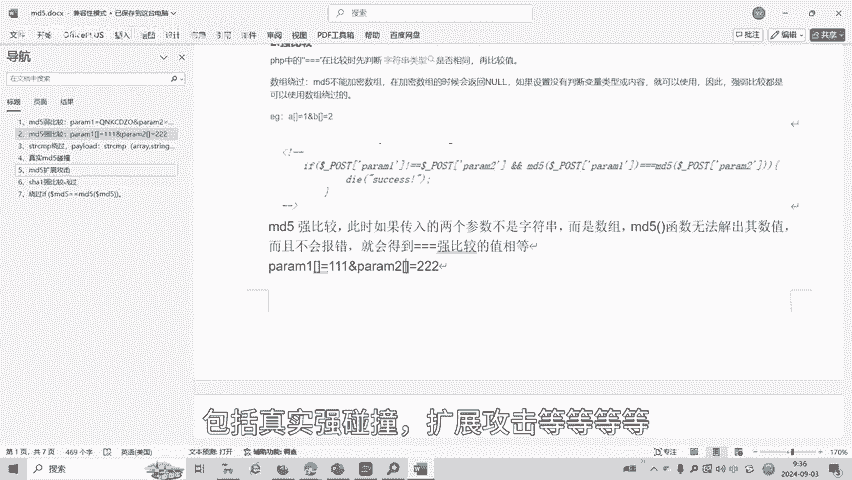 md5.docx · 兼容性模式 · 已保存到这台电脑
搜索
文件 开始 OfficePLUS 插入 绘图 设计 布局 引用 邮件 审阅 视图 PDF工具箱 帮助 百度网盘
批注 编辑 共享
导航
在文档中搜索
标题 页面 结果
1、md5弱比较：param1=QNKCDZO&param2=...
2、md5强比较：param1[]=111&param2[]=222
3、strcmp绕过，payload：strcmp（array,string...
4、真实md5碰撞
5、md5扩展攻击
6、sha1强比较绕过
7、绕过if ($md5==md5($md5))。
php中的"==="在比较时先判断 字符串类型 是否相同，再比较值。
数组绕过：md5不能加密数组，在加密数组的时候会返回NULL，如果设置没有判断变量类型或内容，就可以使用，因此，强弱比较都是
可以使用数组绕过的。
eg：a[]=1&b[]=2
<!--
if($_POST['param1']!==$_POST['param2'] && md5($_POST['param1'])===md5($_POST['param2'])){
die("success!");
}
-->
md5 强比较，此时如果传入的两个参数不是字符串，而是数组，md5()函数无法解出其数值，
而且不会报错，就会得到===强比较的值相等
param1[]=111&param2[]=222
包括真实强碰撞，扩展攻击等等等等
第 1 页，共 7 页 469 个字 英语(美国) 文本预测: 打开 辅助功能: 调查 专注 170%
搜索
9:36
2024-09-03